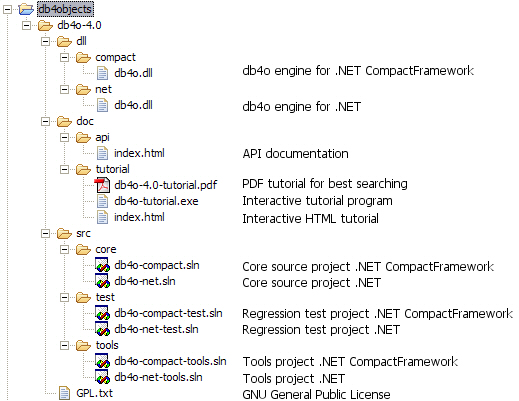 db4objects
db4o-4.0
dll
compact
db4o.dll db4o engine for .NET CompactFramework
net
db4o.dll db4o engine for .NET
doc
api
index.html API documentation
tutorial
db4o-4.0-tutorial.pdf PDF tutorial for best searching
db4o-tutorial.exe Interactive tutorial program
index.html Interactive HTML tutorial
src
core
db4o-compact.sln Core source project .NET CompactFramework
db4o-net.sln Core source project .NET
test
db4o-compact-test.sln Regression test project .NET CompactFramework
db4o-net-test.sln Regression test project .NET
tools
db4o-compact-tools.sln Tools project .NET CompactFramework
db4o-net-tools.sln Tools project .NET
GPL.txt GNU General Public License